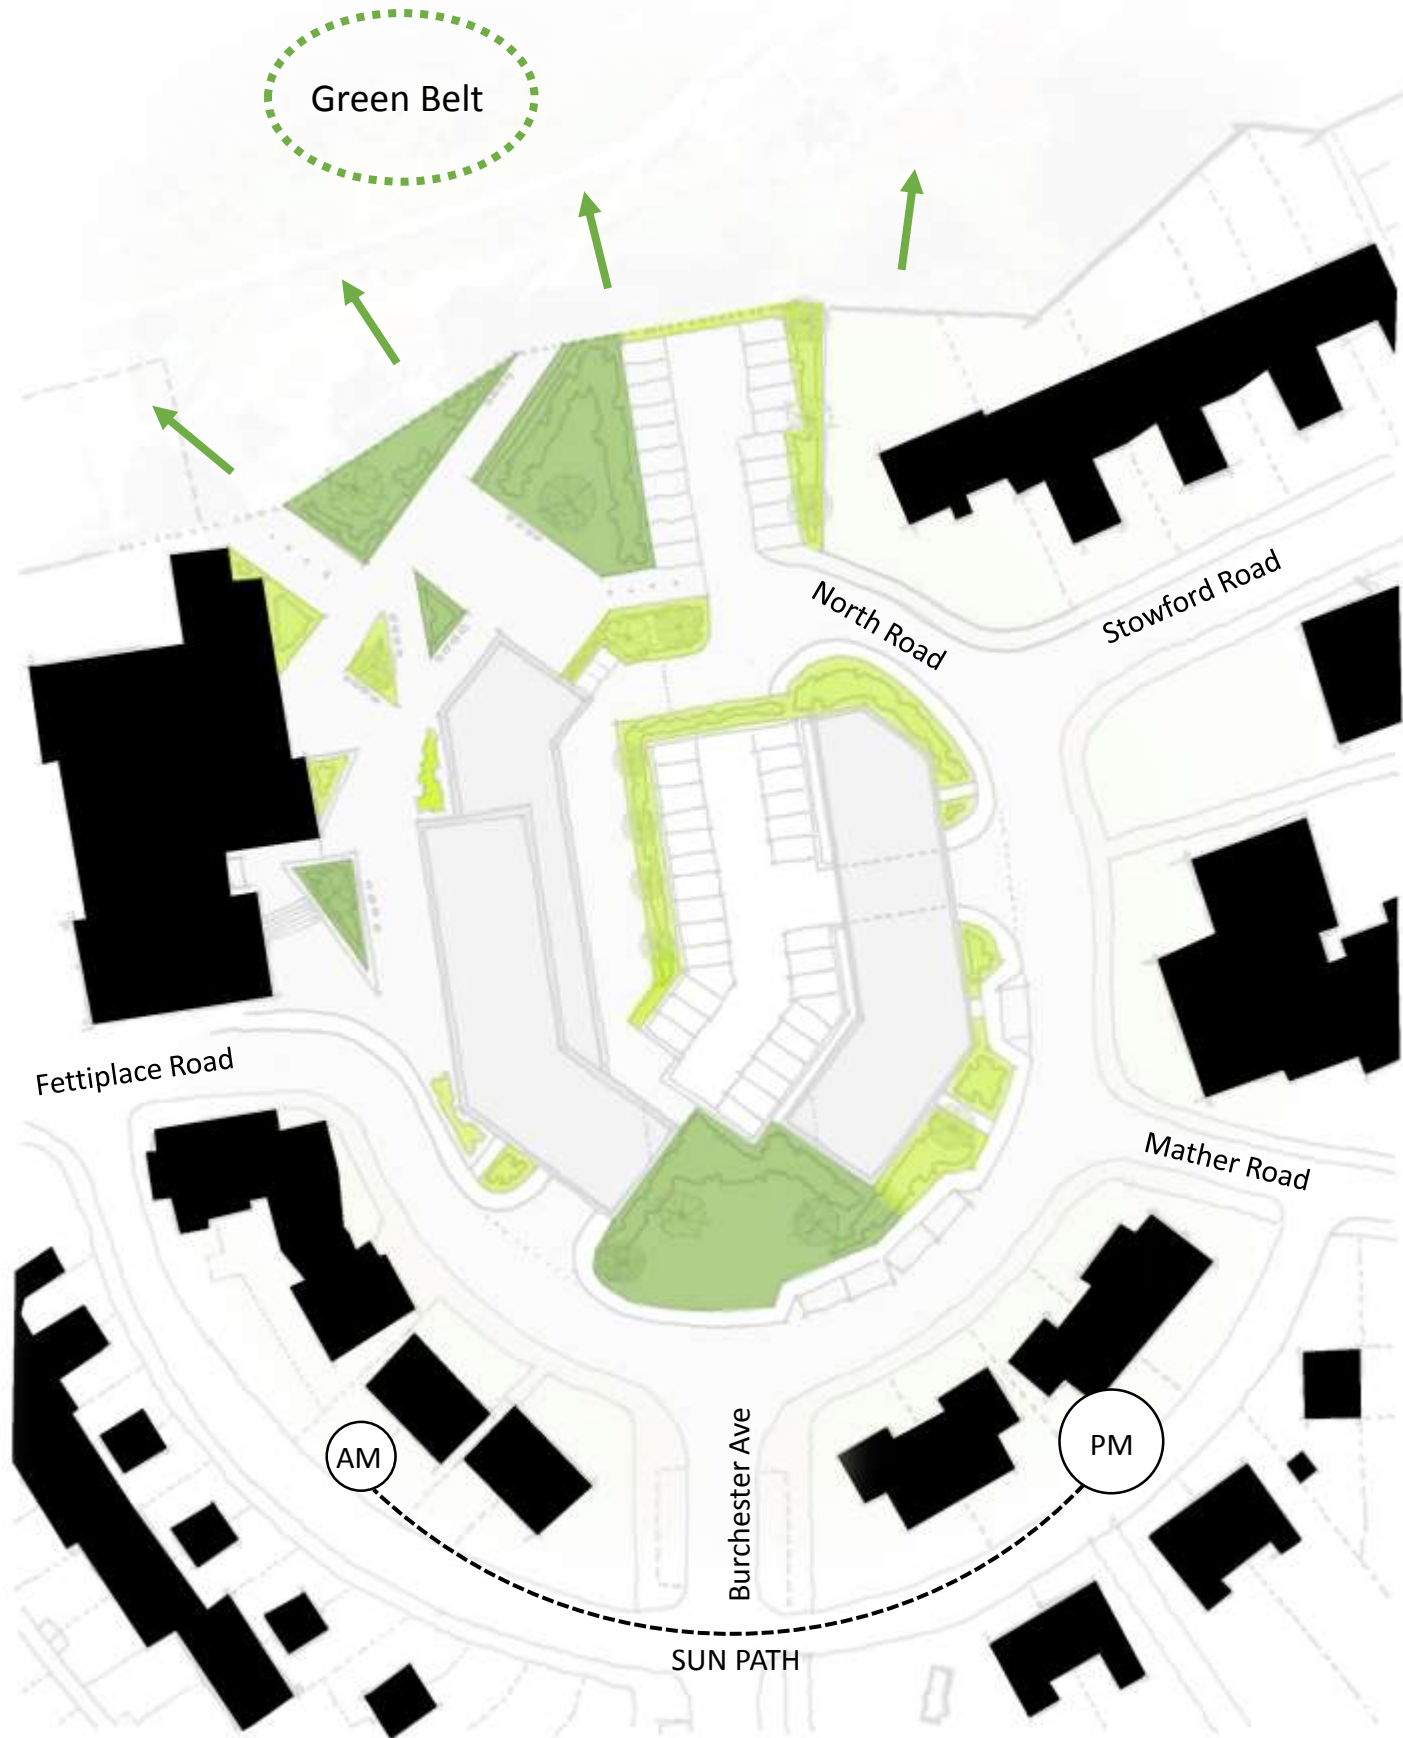 Green Belt
North Road
Stowford Road
Fettiplace Road
Mather Road
Burchester Ave
AM
PM
SUN PATH